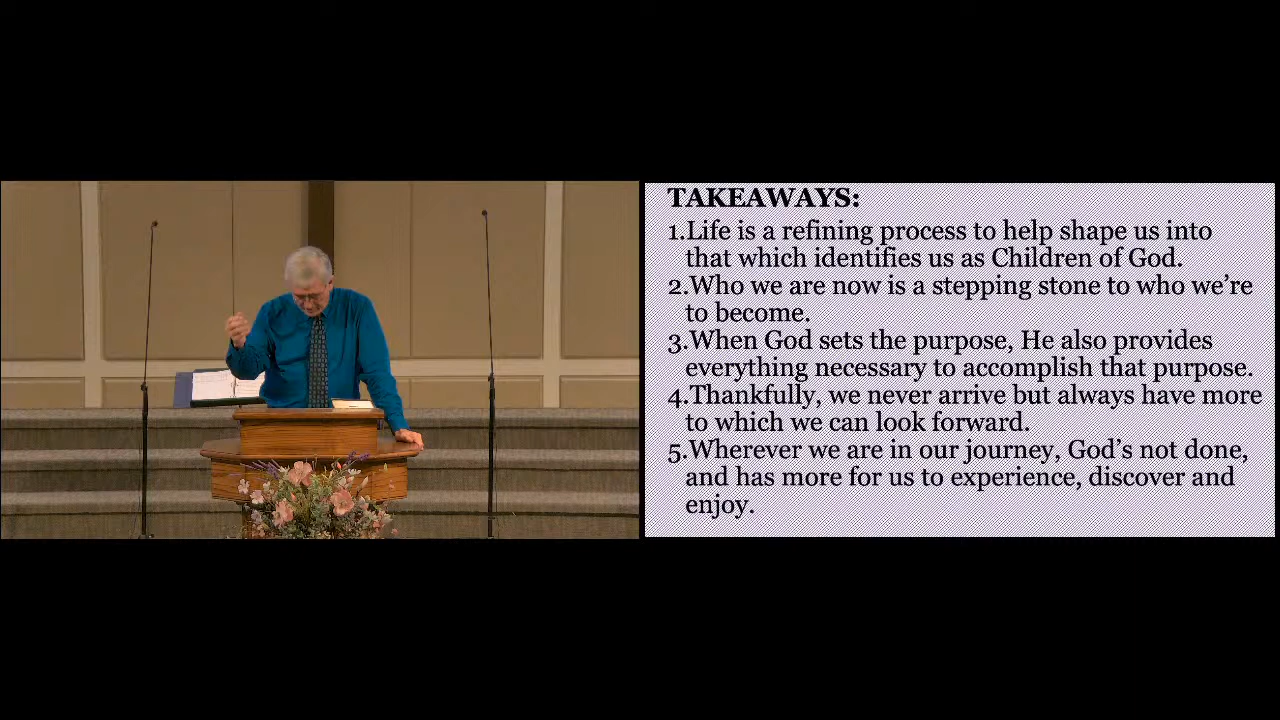 TAKEAWAYS:
1.Life is a refining process to help shape us into
that which identifies us as Children of God.
2.Who we are now is a stepping stone to who we’re
to become.
3.When God sets the purpose, He also provides
everything necessary to accomplish that purpose.
4.Thankfully, we never arrive but always have more
to which we can look forward.
5.Wherever we are in our journey, God’s not done,
and has more for us to experience, discover and
enjoy.